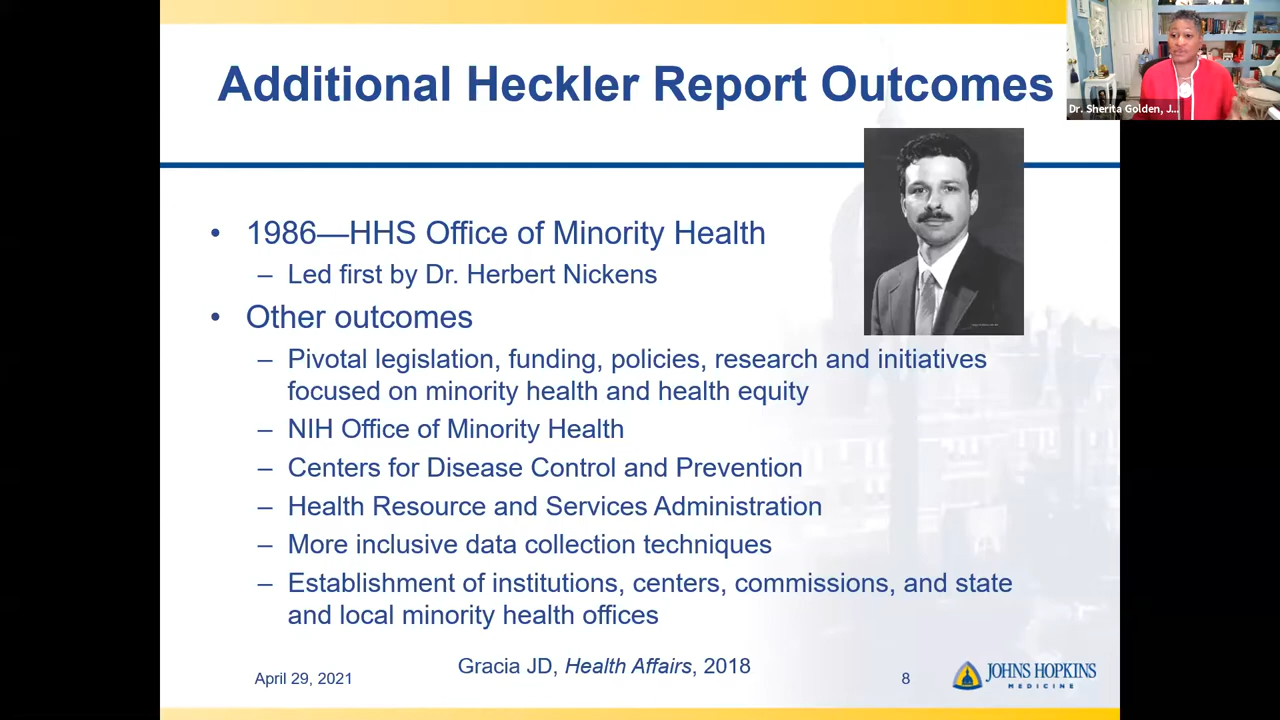 Additional Heckler Report Outcomes
Dr. Sherita Golden, J...
• 1986—HHS Office of Minority Health
– Led first by Dr. Herbert Nickens
• Other outcomes
– Pivotal legislation, funding, policies, research and initiatives
focused on minority health and health equity
– NIH Office of Minority Health
– Centers for Disease Control and Prevention
– Health Resource and Services Administration
– More inclusive data collection techniques
– Establishment of institutions, centers, commissions, and state
and local minority health offices
Gracia JD, Health Affairs, 2018
April 29, 2021
8
JOHNS HOPKINS
MEDICINE